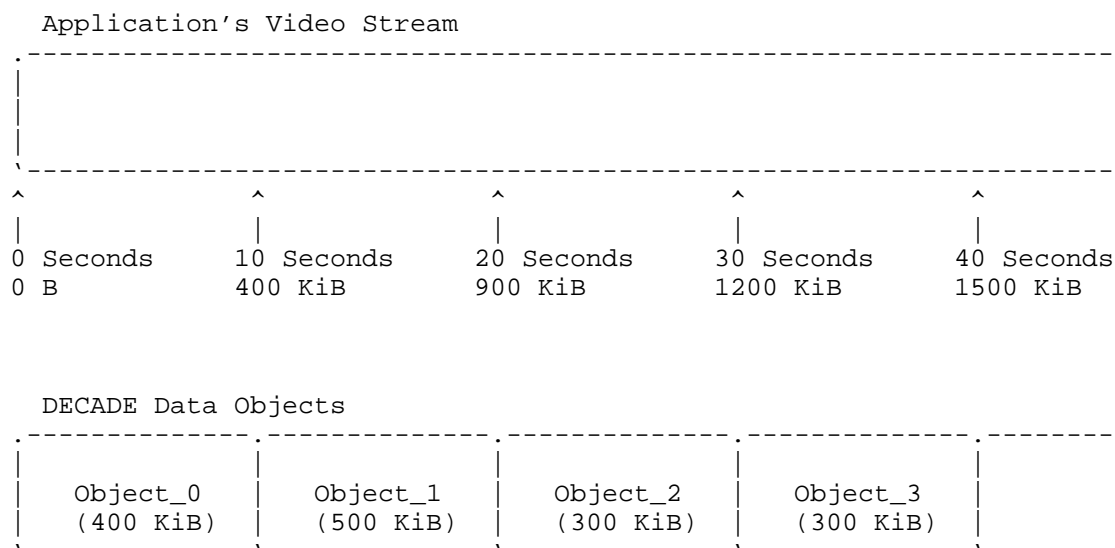 Application's Video Stream
0 Seconds 10 Seconds 20 Seconds 30 Seconds 40 Seconds
0 B 400 KiB 900 KiB 1200 KiB 1500 KiB
DECADE Data Objects
Object_0 Object_1 Object_2 Object_3
(400 KiB) (500 KiB) (300 KiB) (300 KiB)